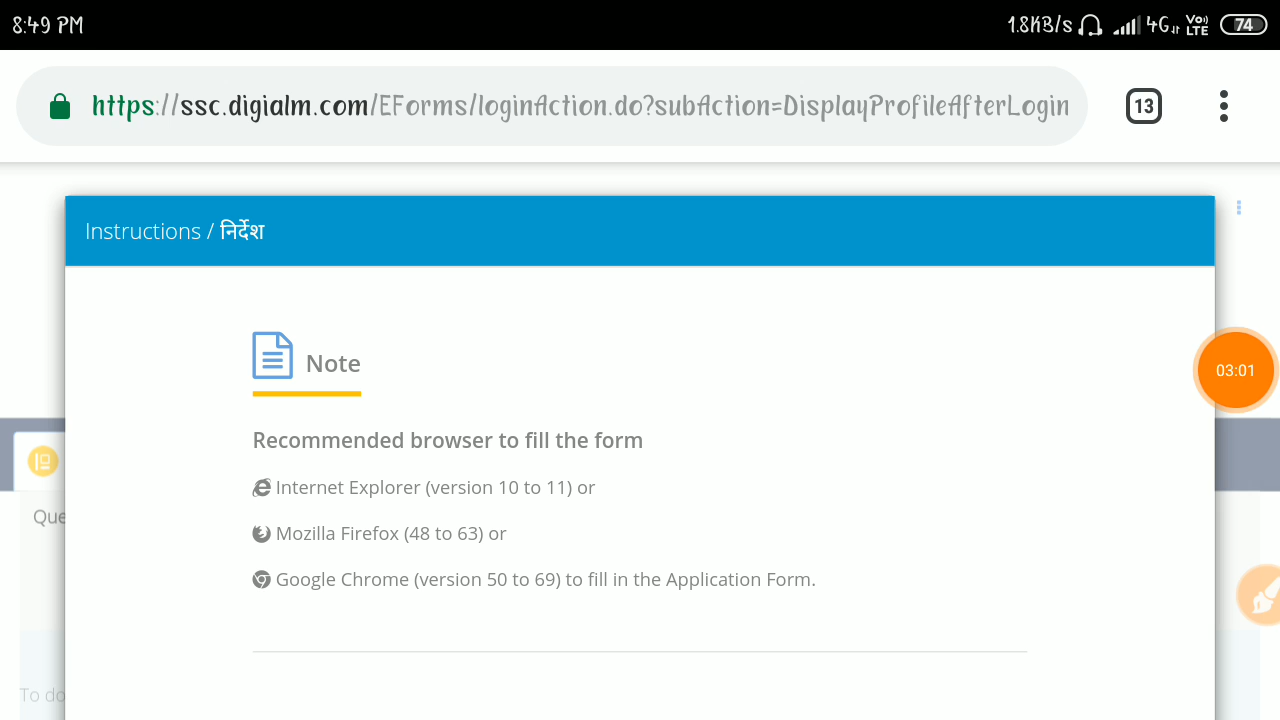 8:49 PM
1.8KB/s 4G VoLTE 74
https://ssc.digialm.com/EForms/loginAction.do?subAction=DisplayProfileAfterLogin
13
Instructions / निर्देश
Note
03:01
Recommended browser to fill the form
Internet Explorer (version 10 to 11) or
Que
Mozilla Firefox (48 to 63) or
Google Chrome (version 50 to 69) to fill in the Application Form.
To do